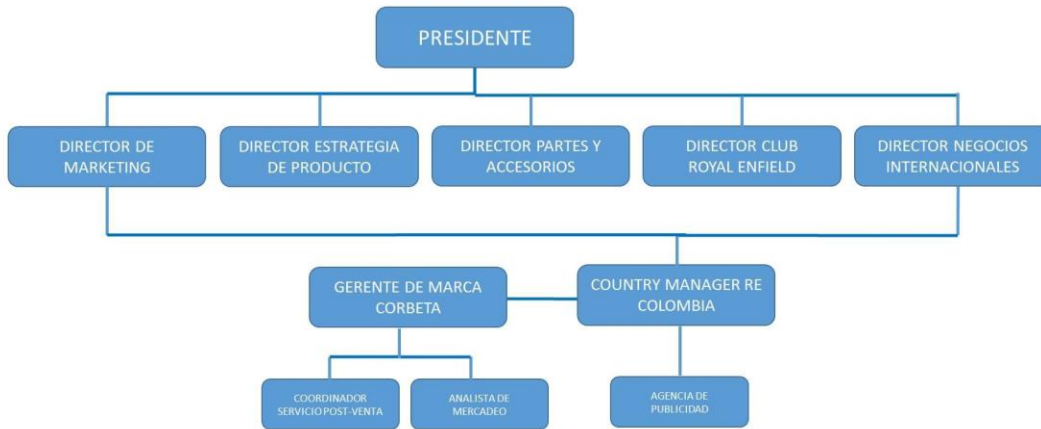 PRESIDENTE
DIRECTOR DE
MARKETING
DIRECTOR ESTRATEGIA
DE PRODUCTO
DIRECTOR PARTES Y
ACCESORIOS
DIRECTOR CLUB
ROYAL ENFIELD
DIRECTOR NEGOCIOS
INTERNACIONALES
GERENTE DE MARCA
CORBETA
COUNTRY MANAGER RE
COLOMBIA
COORDINADOR
SERVICIO POST-VENTA
ANALISTA DE
MERCADEO
AGENCIA DE
PUBLICIDAD